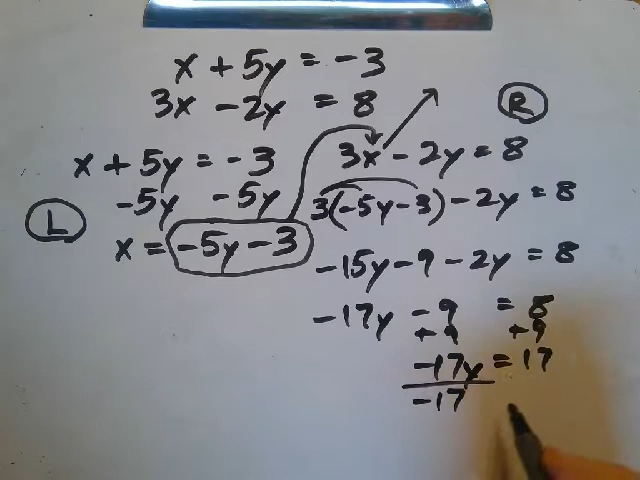 x + 5y = -3
3x - 2y = 8
R
x + 5y = -3
-5y -5y
L
x = -5y - 3
3x - 2y = 8
3(-5y - 3) - 2y = 8
-15y - 9 - 2y = 8
-17y - 9 = 8
+9 +9
-17y = 17
-17